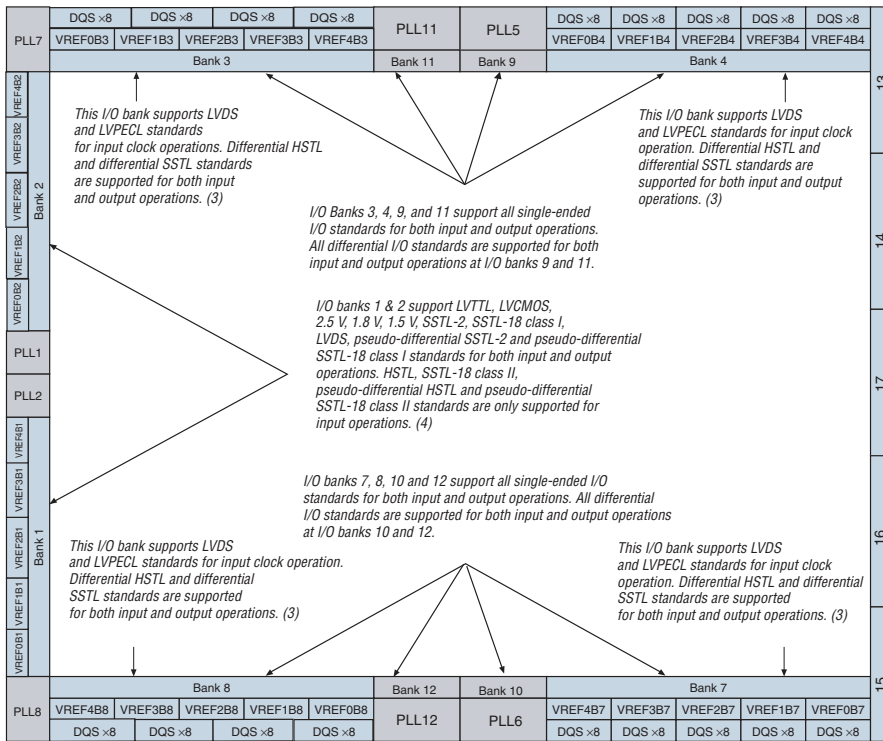 DQS ×8 DQS ×8 DQS ×8 DQS ×8 DQS ×8 DQS ×8 DQS ×8 DQS ×8 DQS ×8
PLL7 VREF0B3 VREF1B3 VREF2B3 VREF3B3 VREF4B3 PLL11 PLL5 VREF0B4 VREF1B4 VREF2B4 VREF3B4 VREF4B4
Bank 3 Bank 11 Bank 9 Bank 4
VREF4B2
VREF3B2
VREF2B2
VREF1B2
VREF0B2
Bank 2
This I/O bank supports LVDS
and LVPECL standards
for input clock operations. Differential HSTL
and differential SSTL standards
are supported for both input
and output operations. (3)
This I/O bank supports LVDS
and LVPECL standards for input clock
operation. Differential HSTL and
differential SSTL standards are
supported for both input and output
operations. (3)
13
14
17
16
15
I/O Banks 3, 4, 9, and 11 support all single-ended
I/O standards for both input and output operations.
All differential I/O standards are supported for both
input and output operations at I/O banks 9 and 11.
I/O banks 1 & 2 support LVTTL, LVCMOS,
2.5 V, 1.8 V, 1.5 V, SSTL-2, SSTL-18 class I,
LVDS, pseudo-differential SSTL-2 and pseudo-differential
SSTL-18 class I standards for both input and output
operations. HSTL, SSTL-18 class II,
pseudo-differential HSTL and pseudo-differential
SSTL-18 class II standards are only supported for
input operations. (4)
PLL1
PLL2
VREF4B1
VREF3B1
VREF2B1
VREF1B1
VREF0B1
Bank 1
I/O banks 7, 8, 10 and 12 support all single-ended I/O
standards for both input and output operations. All differential
I/O standards are supported for both input and output operations
at I/O banks 10 and 12.
This I/O bank supports LVDS
and LVPECL standards for input clock operation.
Differential HSTL and differential
SSTL standards are supported
for both input and output operations. (3)
This I/O bank supports LVDS
and LVPECL standards for input clock
operation. Differential HSTL and differential
SSTL standards are supported
for both input and output operations. (3)
Bank 8 Bank 12 Bank 10 Bank 7
PLL8 VREF4B8 VREF3B8 VREF2B8 VREF1B8 VREF0B8 PLL12 PLL6 VREF4B7 VREF3B7 VREF2B7 VREF1B7 VREF0B7
DQS ×8 DQS ×8 DQS ×8 DQS ×8 DQS ×8 DQS ×8 DQS ×8 DQS ×8 DQS ×8